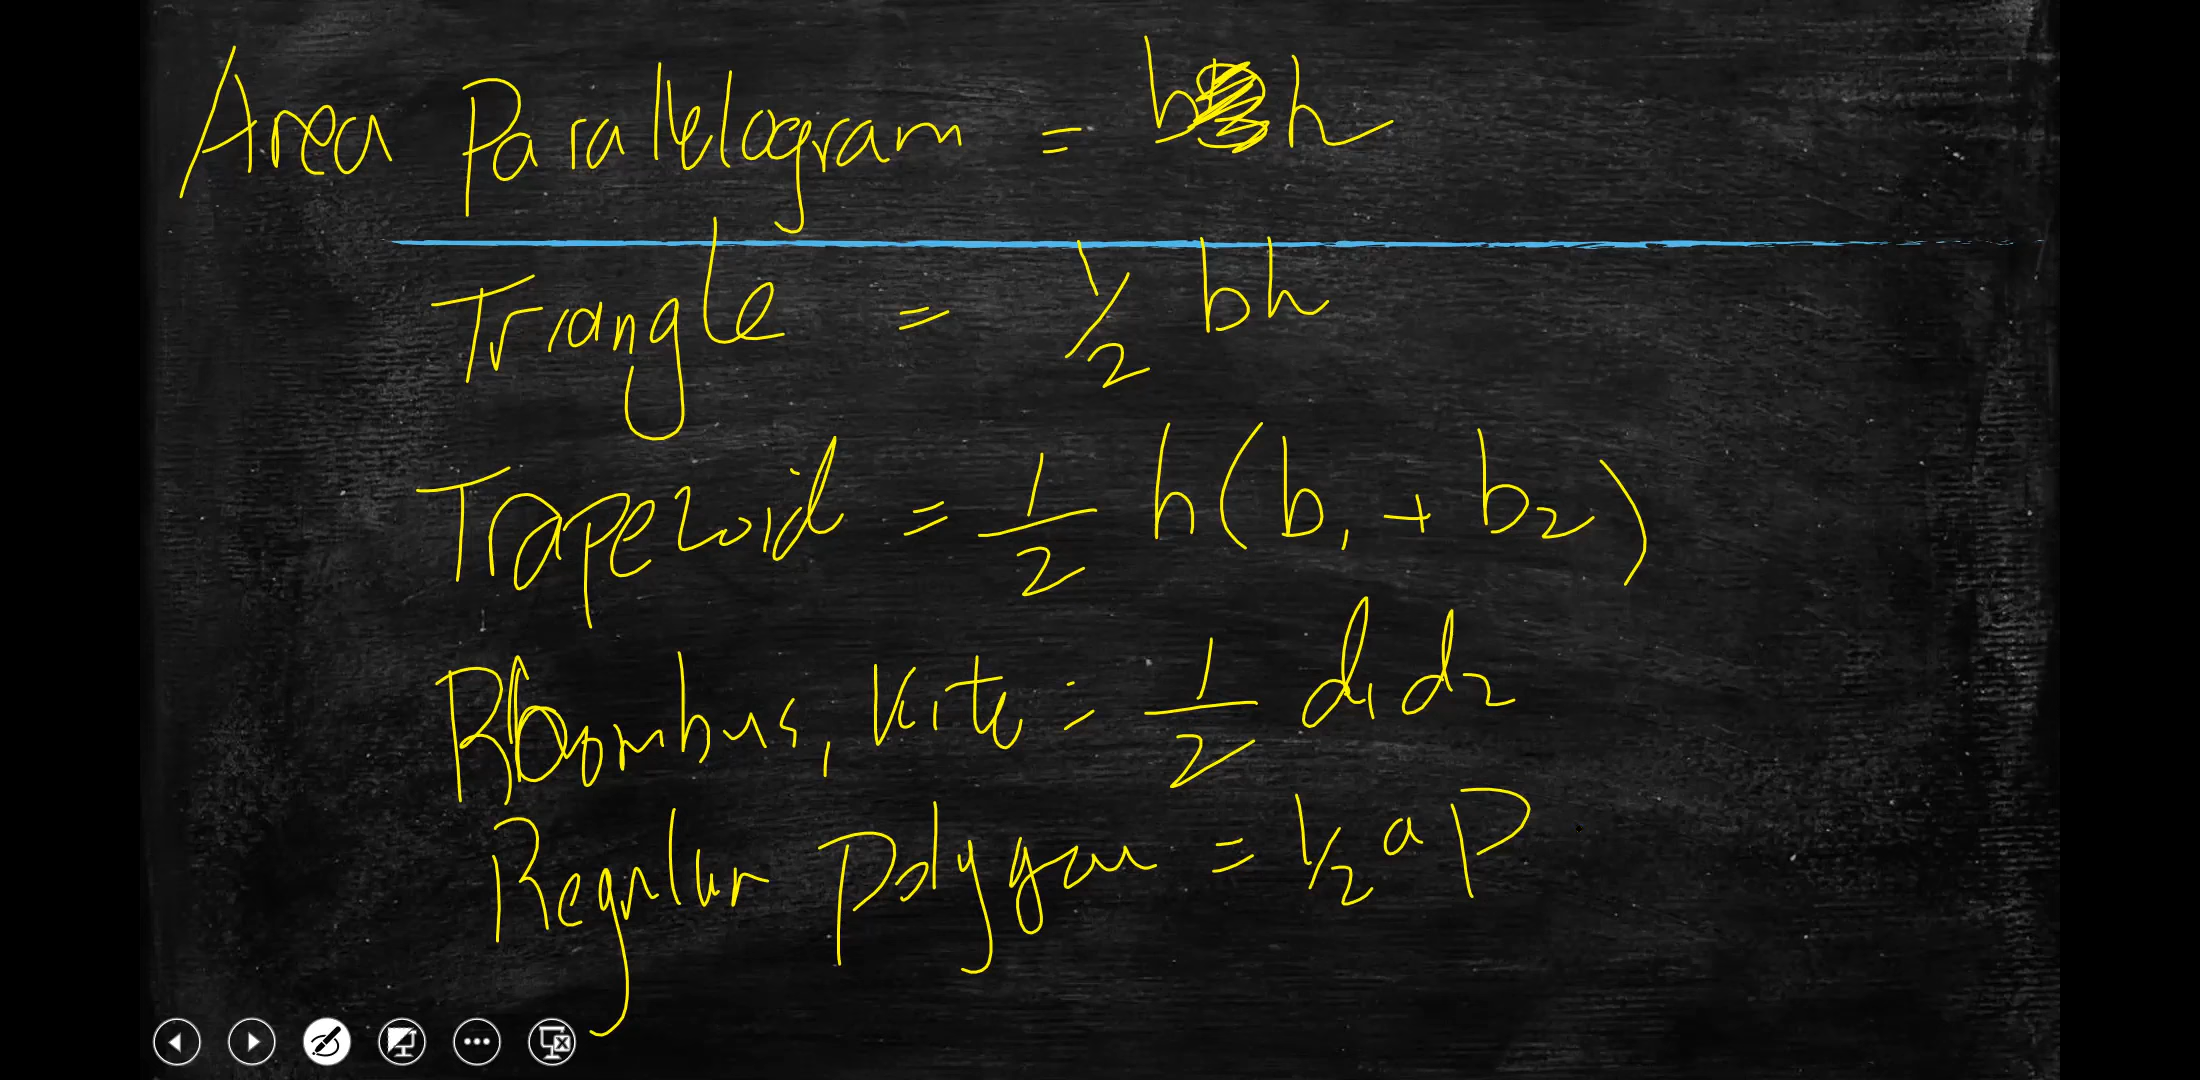 Area Parallelogram = bh
Triangle = 1/2 bh
Trapezoid = 1/2 h(b1 + b2)
Rhombus, Kite = 1/2 d1d2
Regular polygon = 1/2 a P